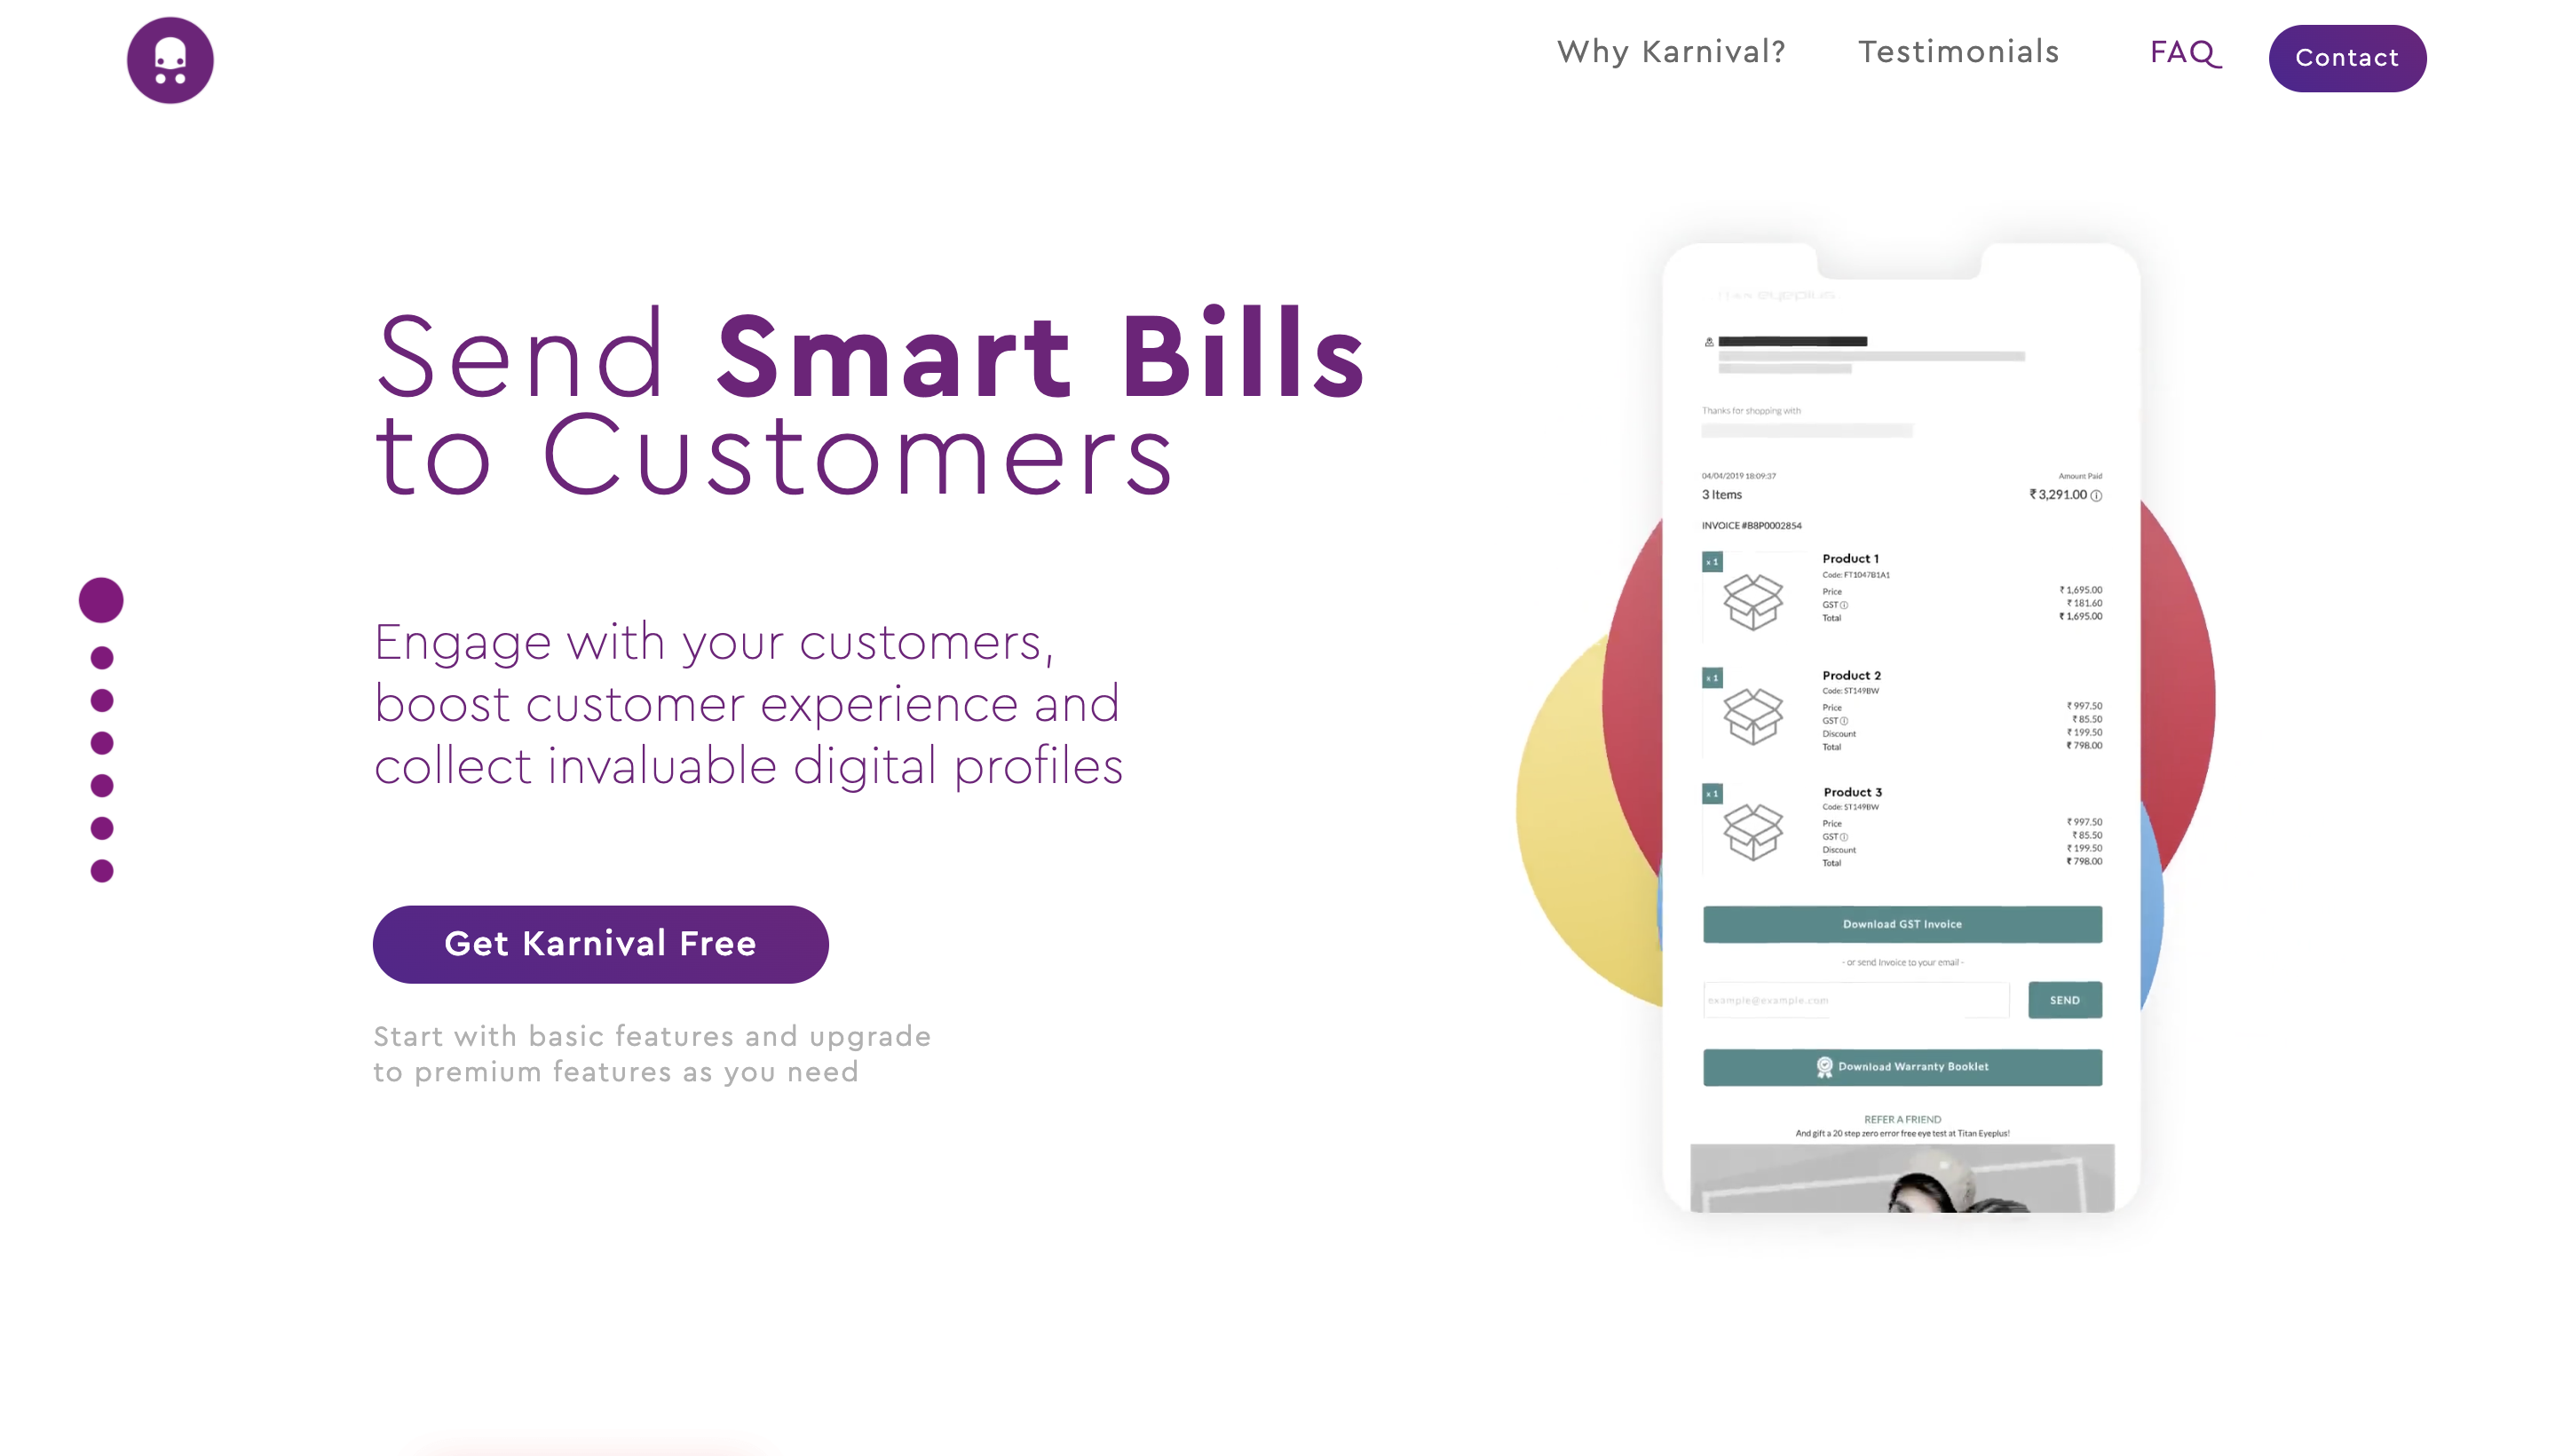 Why Karnival?
Testimonials
FAQ
Contact
Send Smart Bills
to Customers
Engage with your customers,
boost customer experience and
collect invaluable digital profiles
Get Karnival Free
Start with basic features and upgrade
to premium features as you need
eyeplus
Thanks for shopping with
04/04/2019 18:09:37
Amount Paid
3 Items
₹ 3,291.00
INVOICE #B8P0002854
x 1
Product 1
Code: FT1047B1A1
Price ₹ 1,695.00
GST ₹ 181.60
Total ₹ 1,695.00
x 1
Product 2
Code: ST149BW
Price ₹ 997.50
GST ₹ 85.50
Discount ₹ 199.50
Total ₹ 798.00
x 1
Product 3
Code: ST149BW
Price ₹ 997.50
GST ₹ 85.50
Discount ₹ 199.50
Total ₹ 798.00
Download GST Invoice
- or send Invoice to your email -
example@example.com
SEND
Download Warranty Booklet
REFER A FRIEND
And gift a 20 step zero error free eye test at Titan Eyeplus!